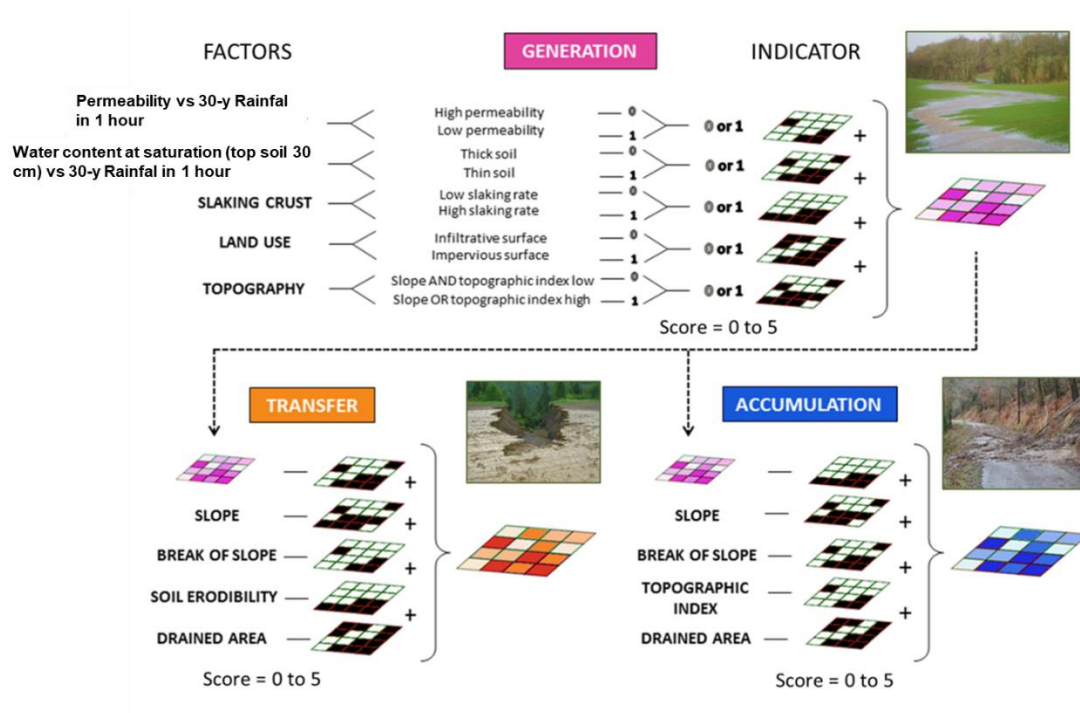 FACTORS
GENERATION
INDICATOR
Permeability vs 30-y Rainfal
in 1 hour
High permeability
0
Low permeability
1
0 or 1
+
Water content at saturation (top soil 30
cm) vs 30-y Rainfall in 1 hour
Thick soil
0
Thin soil
1
0 or 1
+
SLAKING CRUST
Low slaking rate
0
High slaking rate
1
0 or 1
+
LAND USE
Infiltrative surface
0
Impervious surface
1
0 or 1
+
TOPOGRAPHY
Slope AND topographic index low
0
Slope OR topographic index high
1
0 or 1
Score = 0 to 5
TRANSFER
+
SLOPE
+
BREAK OF SLOPE
+
SOIL ERODIBILITY
+
DRAINED AREA
Score = 0 to 5
ACCUMULATION
+
SLOPE
+
BREAK OF SLOPE
+
TOPOGRAPHIC
INDEX
+
DRAINED AREA
Score = 0 to 5